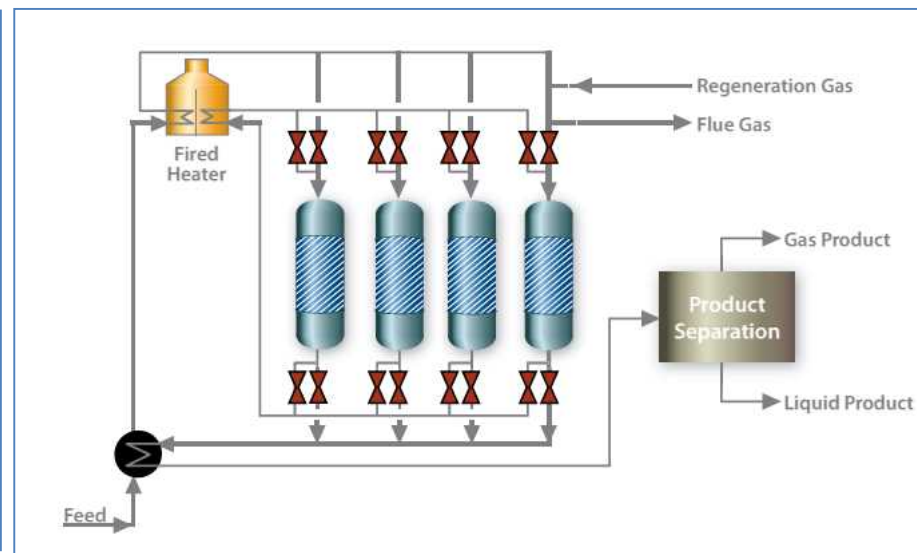 Regeneration Gas
Flue Gas
Fired
Heater
Gas Product
Product
Separation
Liquid Product
Feed